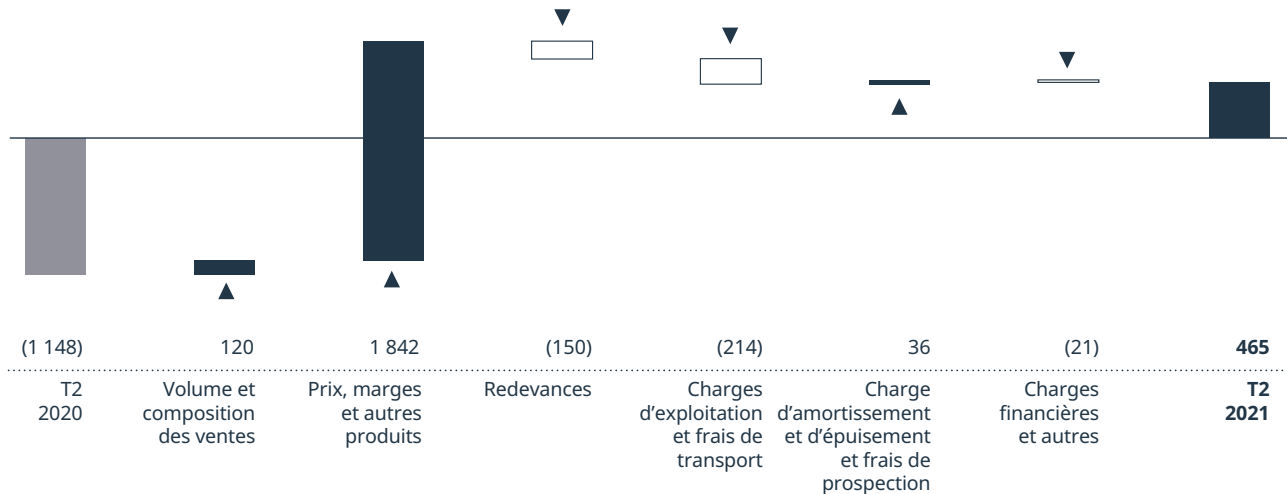 (1 148)
120
1 842
(150)
(214)
36
(21)
465
T2
2020
Volume et
composition
des ventes
Prix, marges
et autres
produits
Redevances
Charges
d’exploitation
et frais de
transport
Charge
d’amortissement
et d’épuisement
et frais de
prospection
Charges
financières
et autres
T2
2021